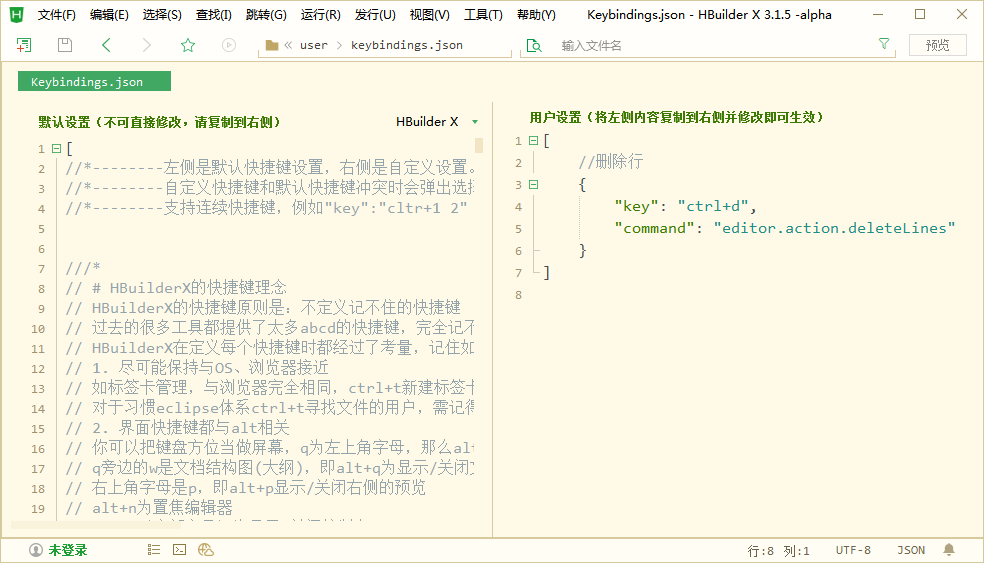 文件(F) 编辑(E) 选择(S) 查找(I) 跳转(G) 运行(R) 发行(U) 视图(V) 工具(T) 帮助(Y) Keybindings.json - HBuilder X 3.1.5 -alpha
user keybindings.json 输入文件名 预览
Keybindings.json
默认设置（不可直接修改，请复制到右侧） HBuilder X
1 [
2 //*--------左侧是默认快捷键设置，右侧是自定义设置。
3 //*--------自定义快捷键和默认快捷键冲突时会弹出选择
4 //*--------支持连续快捷键，例如"key":"cltr+1 2"
5
6
7 ///*
8 // # HBuilderX的快捷键理念
9 // HBuilderX的快捷键原则是：不定义记不住的快捷键
10 // 过去的很多工具都提供了太多abcd的快捷键，完全记不
11 // HBuilderX在定义每个快捷键时都经过了考量，记住如
12 // 1. 尽可能保持与OS、浏览器接近
13 // 如标签卡管理，与浏览器完全相同，ctrl+t新建标签卡
14 // 对于习惯eclipse体系ctrl+t寻找文件的用户，需记得
15 // 2. 界面快捷键都与alt相关
16 // 你可以把键盘方位当做屏幕，q为左上角字母，那么alt
17 // q旁边的w是文档结构图(大纲)，即alt+q为显示/关闭文
18 // 右上角字母是p，即alt+p显示/关闭右侧的预览
19 // alt+n为置焦编辑器
用户设置（将左侧内容复制到右侧并修改即可生效）
1 [
2 //删除行
3 {
4 "key": "ctrl+d",
5 "command": "editor.action.deleteLines"
6 }
7 ]
8
未登录 行:8 列:1 UTF-8 JSON